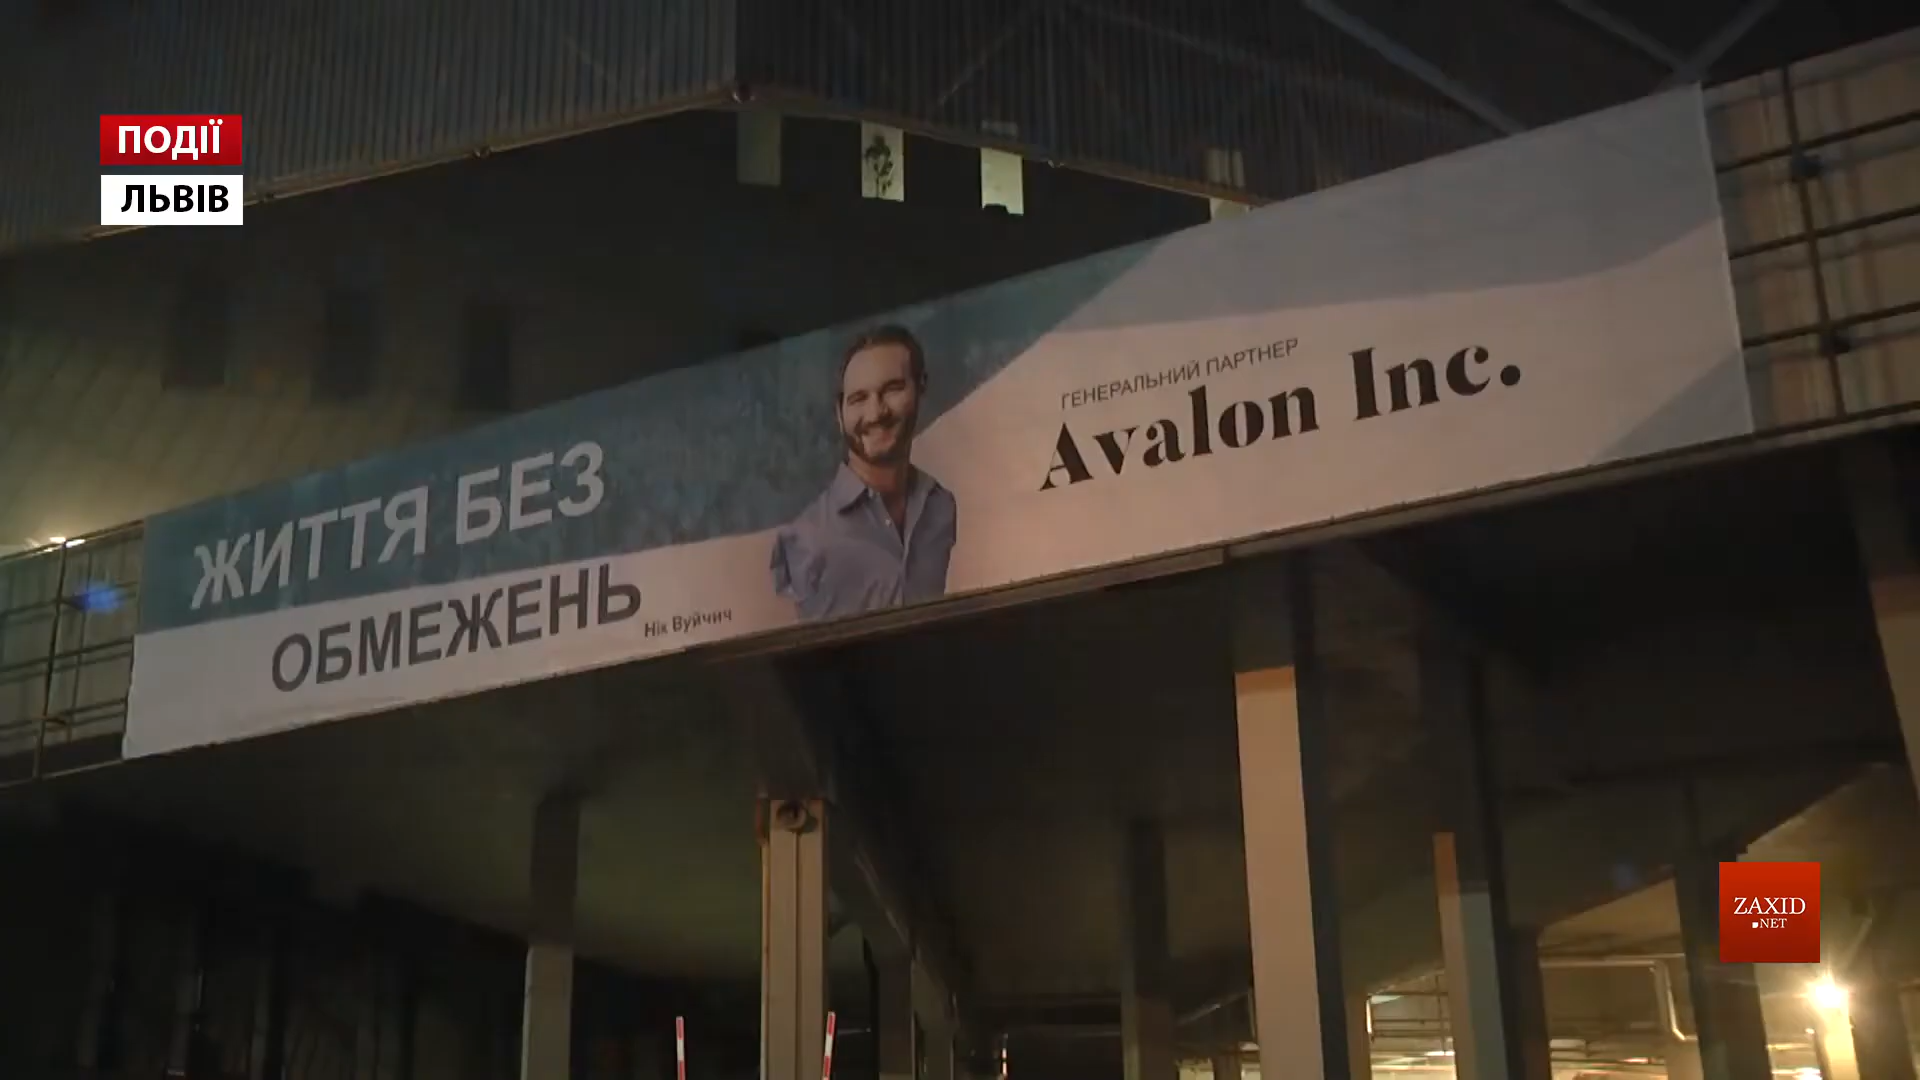 ПОДІЇ
ЛЬВІВ
ЖИТТЯ БЕЗ
ОБМЕЖЕНЬ
Нік Вуйчич
ГЕНЕРАЛЬНИЙ ПАРТНЕР
Avalon Inc.
ZAXID
.NET